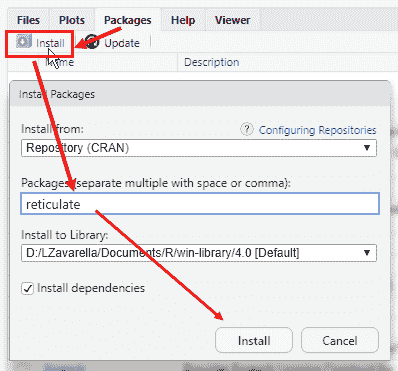 Files Plots Packages Help Viewer
Install Update
Name Description
Install Packages
Install from: ? Configuring Repositories
Repository (CRAN)
Packages (separate multiple with space or comma):
reticulate
Install to Library:
D:/LZavarella/Documents/R/win-library/4.0 [Default]
Install dependencies
Install Cancel